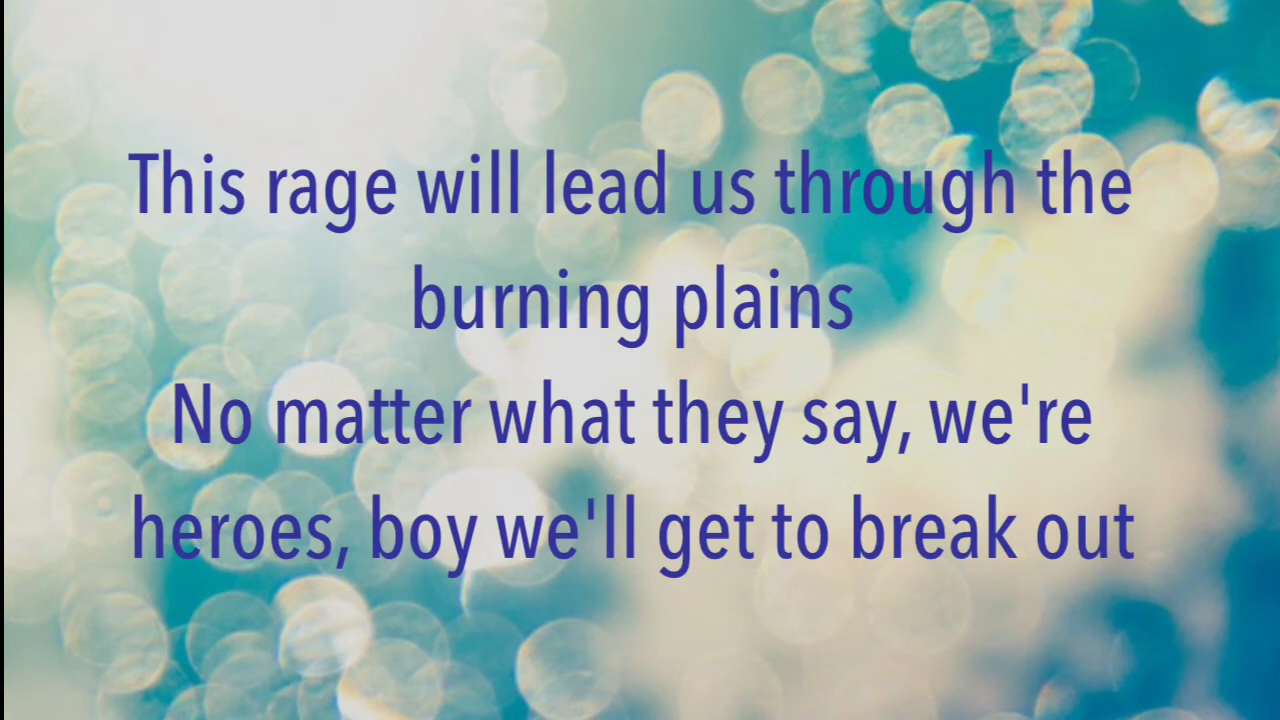 This rage will lead us through the
burning plains
No matter what they say, we're
heroes, boy we'll get to break out